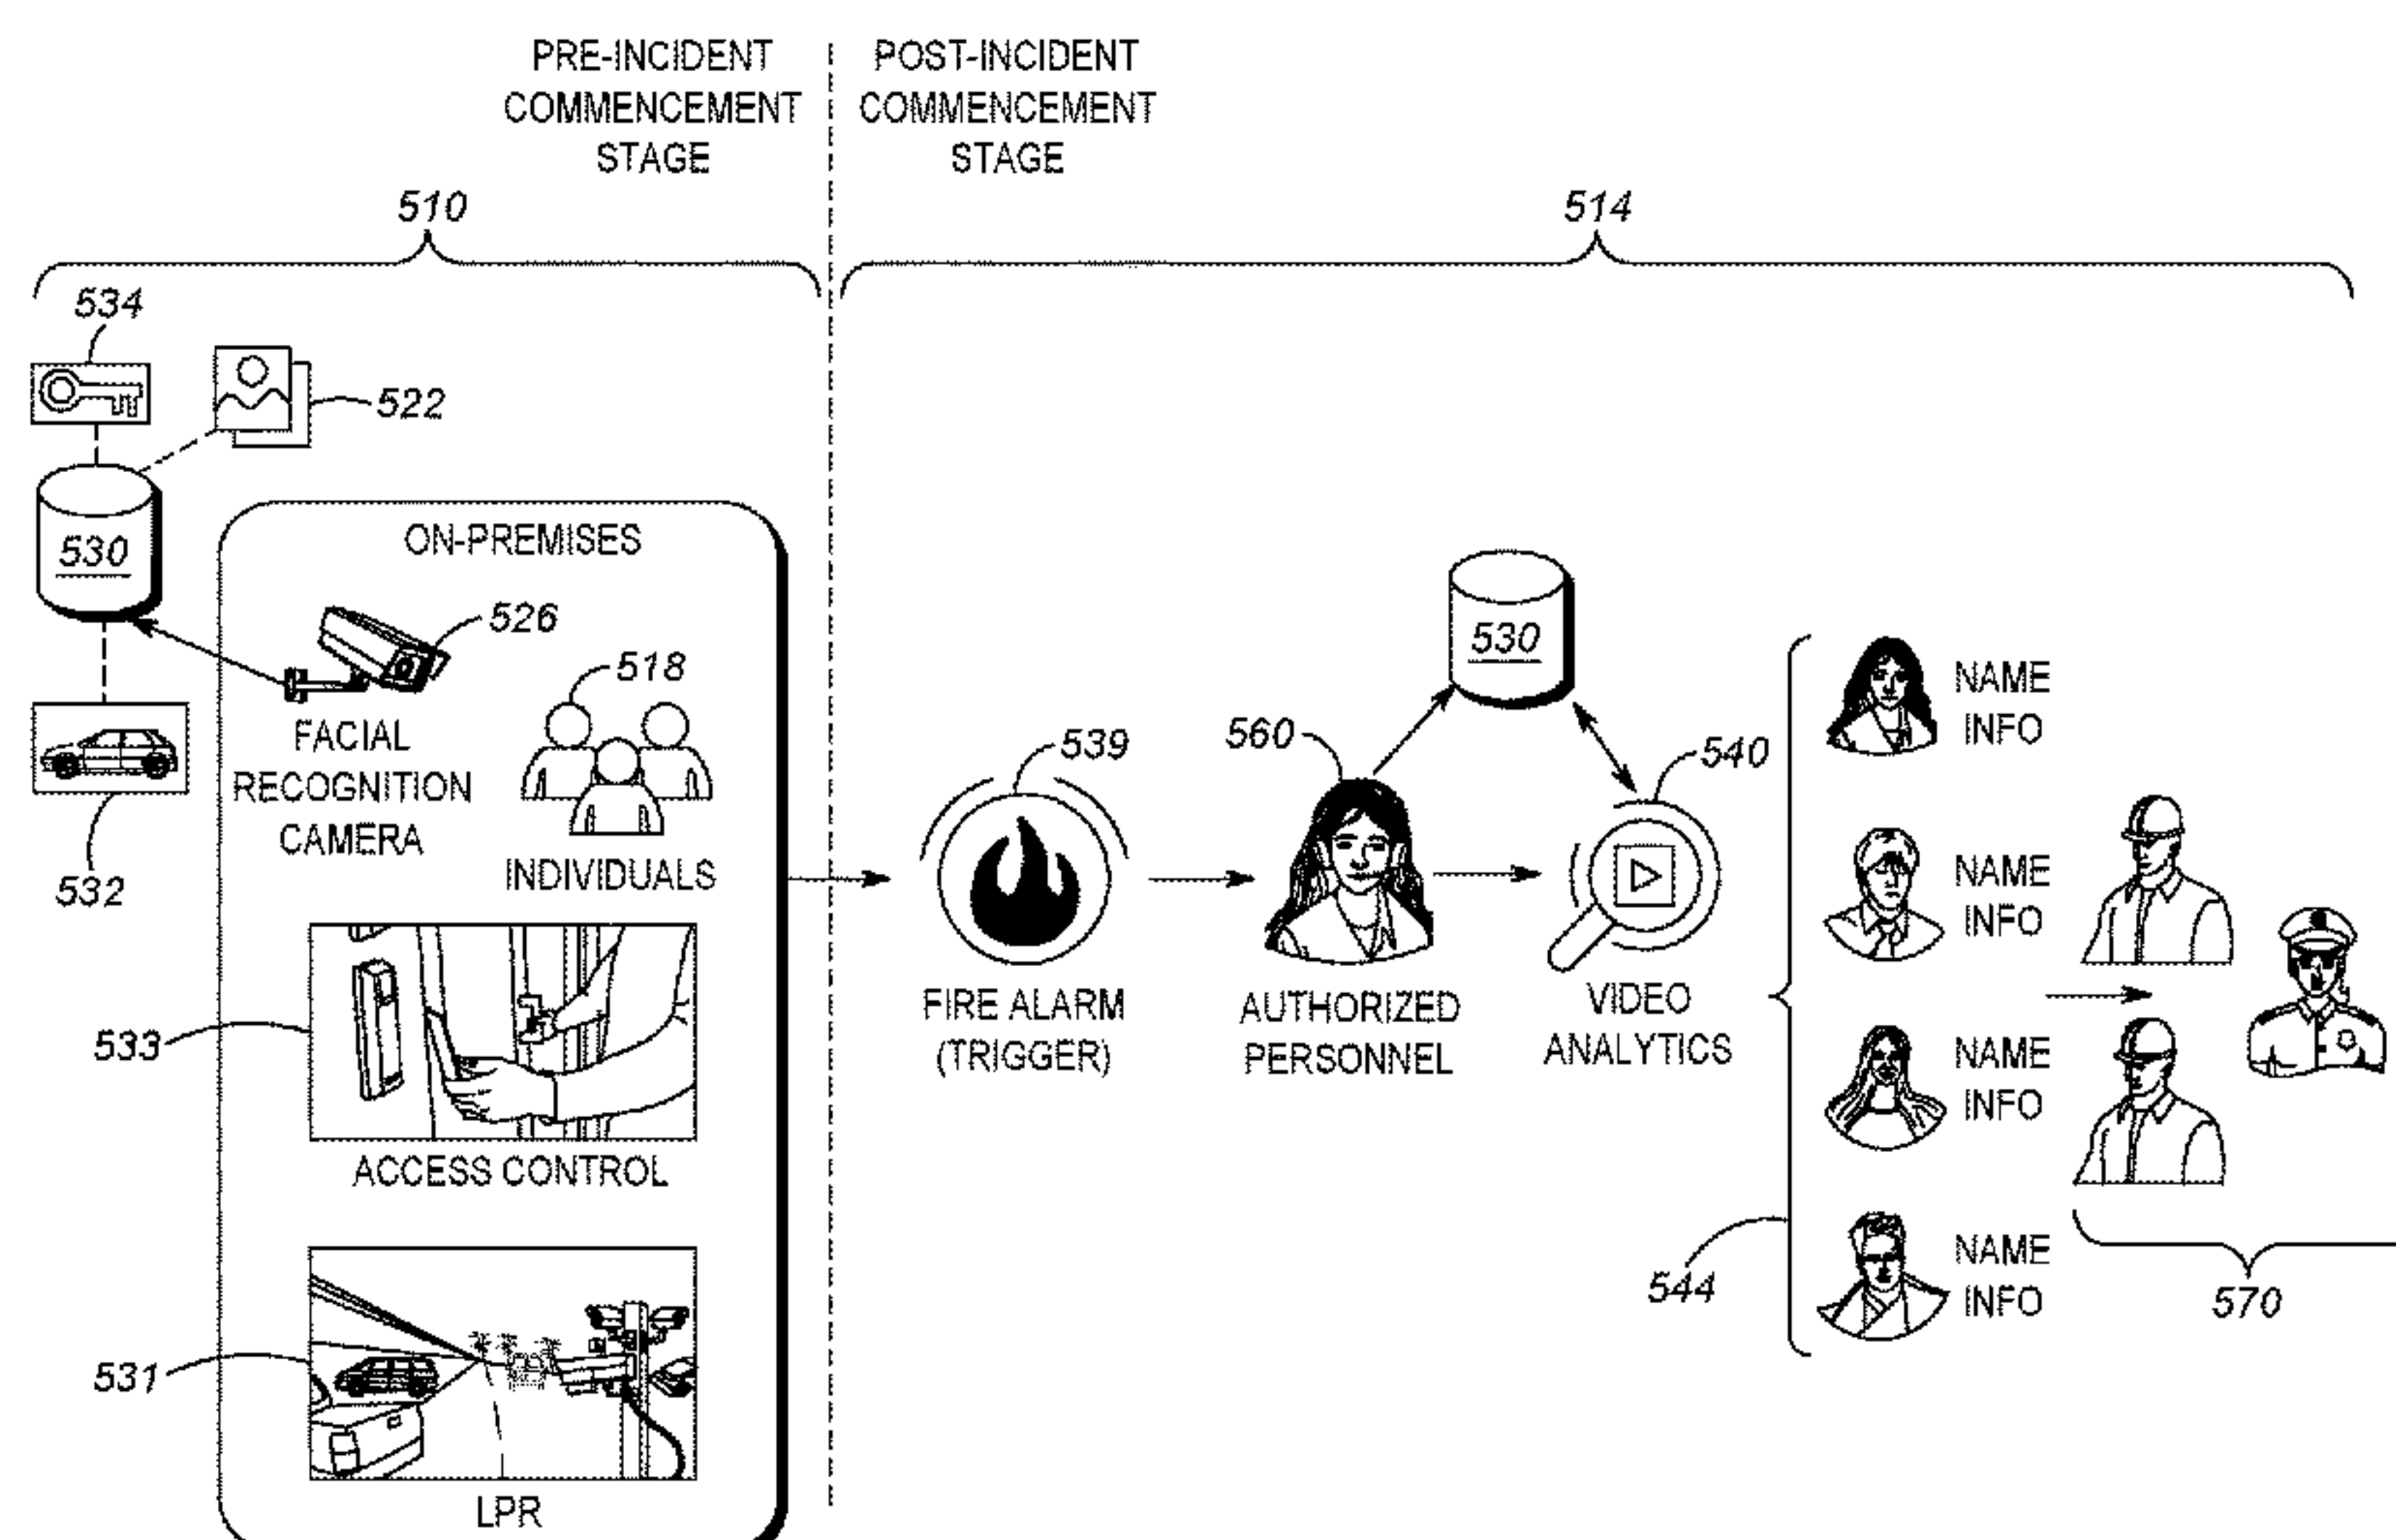 PRE-INCIDENT
COMMENCEMENT
STAGE
POST-INCIDENT
COMMENCEMENT
STAGE
510
514
534
522
530
532
ON-PREMISES
526
518
FACIAL
RECOGNITION
CAMERA
INDIVIDUALS
533
ACCESS CONTROL
531
LPR
539
FIRE ALARM
(TRIGGER)
560
AUTHORIZED
PERSONNEL
530
540
VIDEO
ANALYTICS
544
NAME
INFO
NAME
INFO
NAME
INFO
NAME
INFO
570